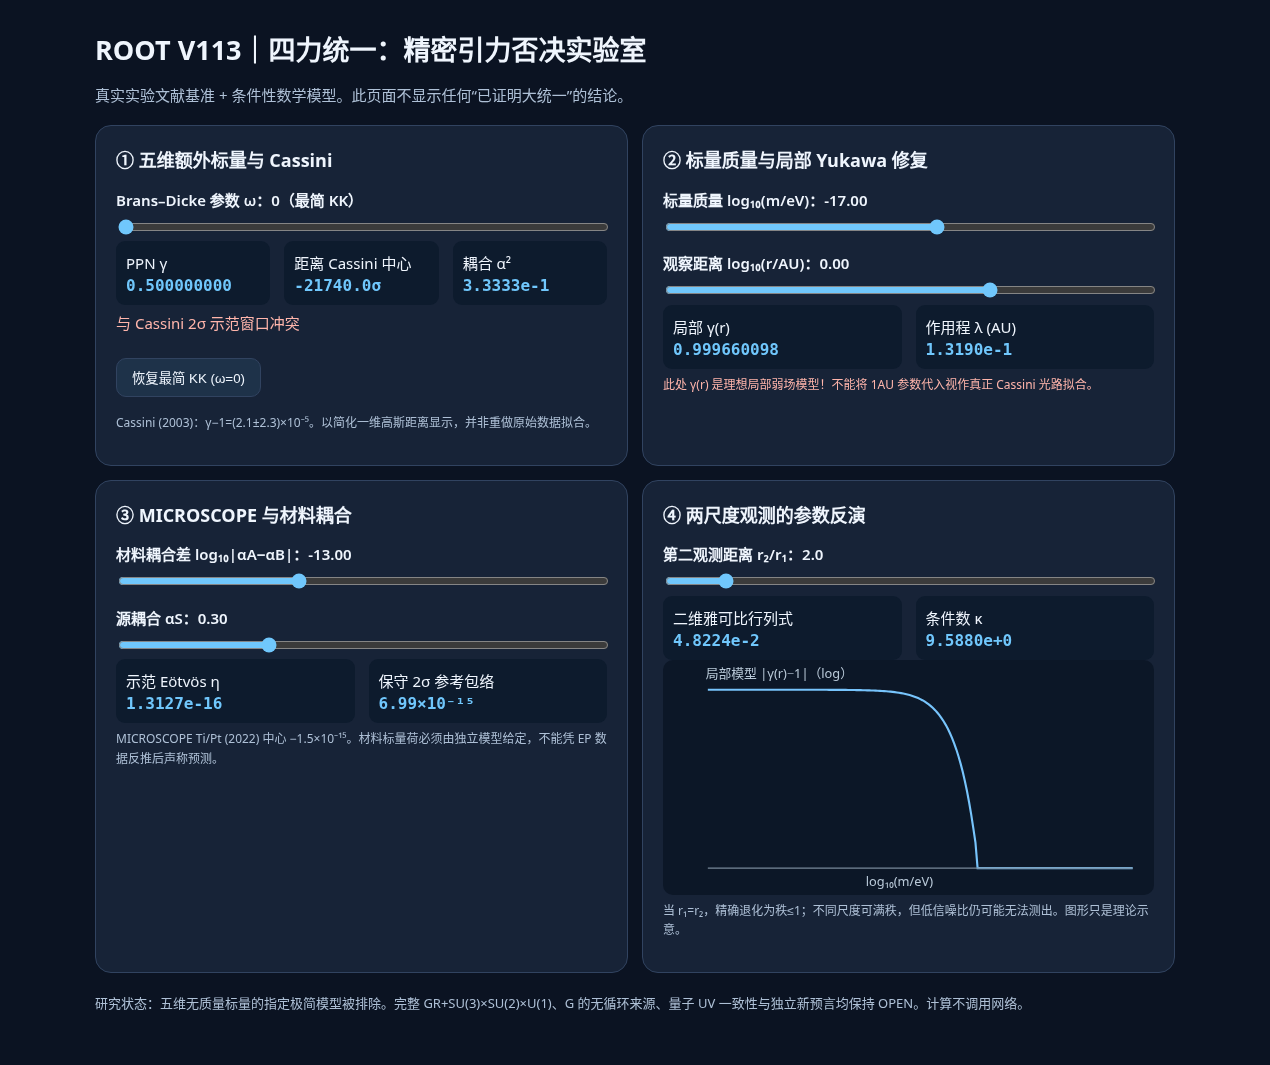 ROOT V113｜四力统一：精密引力否决实验室
真实实验文献基准 + 条件性数学模型。此页面不显示任何“已证明大统一”的结论。
① 五维额外标量与 Cassini
Brans–Dicke 参数 ω：0（最简 KK）
PPN γ
0.500000000
距离 Cassini 中心
-21740.0σ
耦合 α²
3.3333e-1
与 Cassini 2σ 示范窗口冲突
恢复最简 KK (ω=0)
Cassini (2003)：γ−1=(2.1±2.3)×10⁻⁵。以简化一维高斯距离显示，并非重做原始数据拟合。
② 标量质量与局部 Yukawa 修复
标量质量 log₁₀(m/eV)：-17.00
观察距离 log₁₀(r/AU)：0.00
局部 γ(r)
0.999660098
作用程 λ (AU)
1.3190e-1
此处 γ(r) 是理想局部弱场模型！不能将 1AU 参数代入视作真正 Cassini 光路拟合。
③ MICROSCOPE 与材料耦合
材料耦合差 log₁₀|αA−αB|：-13.00
源耦合 αS：0.30
示范 Eötvös η
1.3127e-16
保守 2σ 参考包络
6.99×10⁻¹⁵
MICROSCOPE Ti/Pt (2022) 中心 −1.5×10⁻¹⁵。材料标量荷必须由独立模型给定，不能凭 EP 数
据反推后声称预测。
④ 两尺度观测的参数反演
第二观测距离 r₂/r₁：2.0
二维雅可比行列式
4.8224e-2
条件数 κ
9.5880e+0
局部模型 |γ(r)−1|（log）
log₁₀(m/eV)
当 r₁=r₂，精确退化为秩≤1；不同尺度可满秩，但低信噪比仍可能无法测出。图形只是理论示
意。
研究状态：五维无质量标量的指定极简模型被排除。完整 GR+SU(3)×SU(2)×U(1)、G 的无循环来源、量子 UV 一致性与独立新预言均保持 OPEN。计算不调用网络。